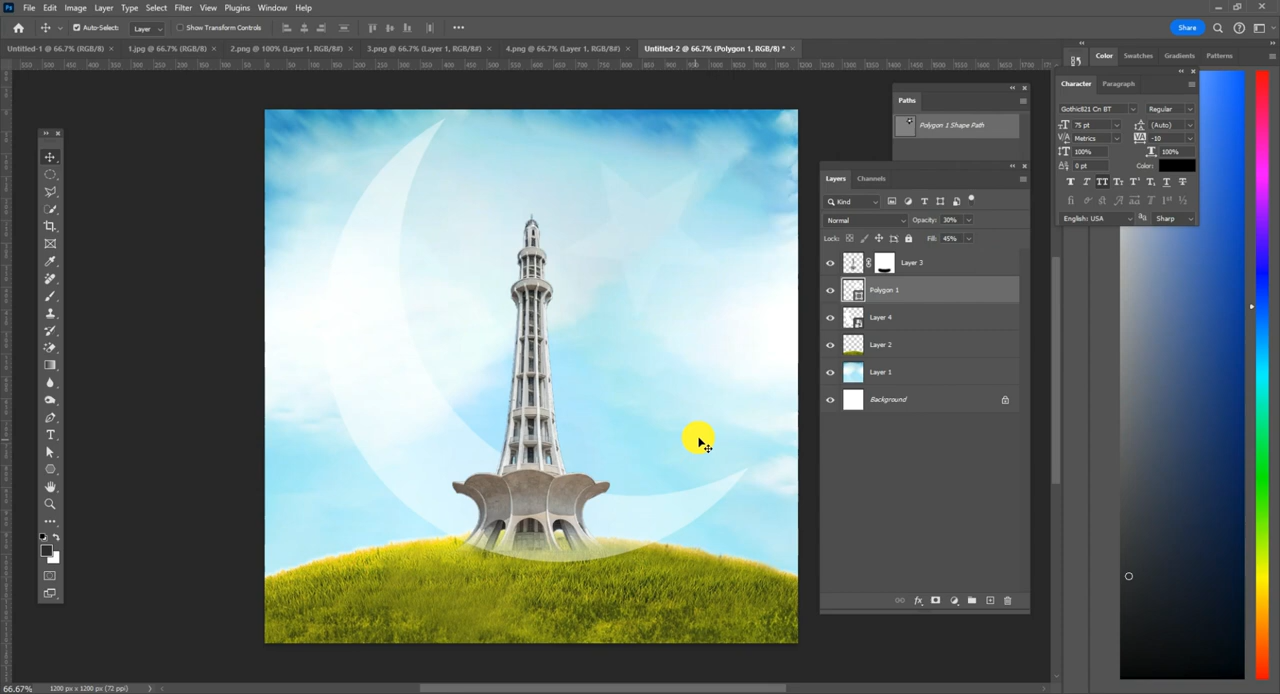 Ps File Edit Image Layer Type Select Filter View Plugins Window Help
Auto-Select: Layer Show Transform Controls Share
Untitled-1 @ 66.7% (RGB/8) 1.jpg @ 66.7% (RGB/8) 2.png @ 100% (Layer 1, RGB/8#) 3.png @ 66.7% (Layer 1, RGB/8#) 4.png @ 66.7% (Layer 1, RGB/8#) Untitled-2 @ 66.7% (Polygon 1, RGB/8) *
Color Swatches Gradients Patterns
Character Paragraph
Gothic821 Cn BT Regular
75 pt (Auto)
Metrics -10
100% 100%
0 pt Color:
English: USA Sharp
Paths
Polygon 1 Shape Path
Layers Channels
Kind
Normal Opacity: 30%
Lock: Fill: 45%
Layer 3
Polygon 1
Layer 4
Layer 2
Layer 1
Background
66.67% 1200 px x 1200 px (72 ppi)